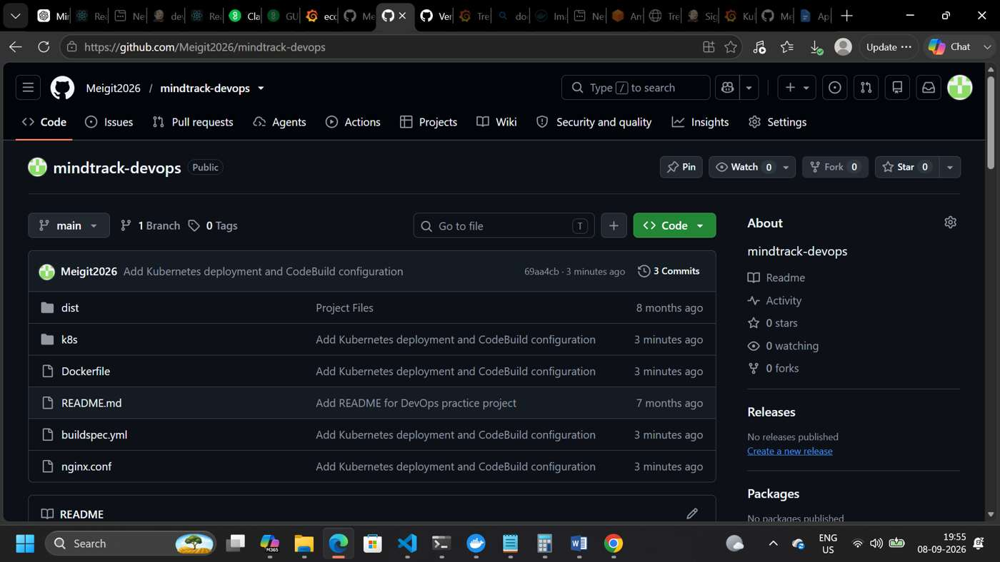 Mi
Rea
Ne
dev
Rea
Cla
GU
ecc
Me
Ver
Tre
do
Ima
Ne
Am
Tre
Sig
Ku
Me
Ap
https://github.com/Meigit2026/mindtrack-devops
Update
Chat
Meigit2026 / mindtrack-devops
Type / to search
Code
Issues
Pull requests
Agents
Actions
Projects
Wiki
Security and quality
Insights
Settings
mindtrack-devops Public
Pin
Watch 0
Fork 0
Star 0
main
1 Branch
0 Tags
Go to file T
Code
Meigit2026 Add Kubernetes deployment and CodeBuild configuration 69aa4cb · 3 minutes ago 3 Commits
dist Project Files 8 months ago
k8s Add Kubernetes deployment and CodeBuild configuration 3 minutes ago
Dockerfile Add Kubernetes deployment and CodeBuild configuration 3 minutes ago
README.md Add README for DevOps practice project 7 months ago
buildspec.yml Add Kubernetes deployment and CodeBuild configuration 3 minutes ago
nginx.conf Add Kubernetes deployment and CodeBuild configuration 3 minutes ago
README
About
mindtrack-devops
Readme
Activity
0 stars
0 watching
0 forks
Releases
No releases published
Create a new release
Packages
No packages published
Search
M365
ENG
US
19:55
08-09-2026